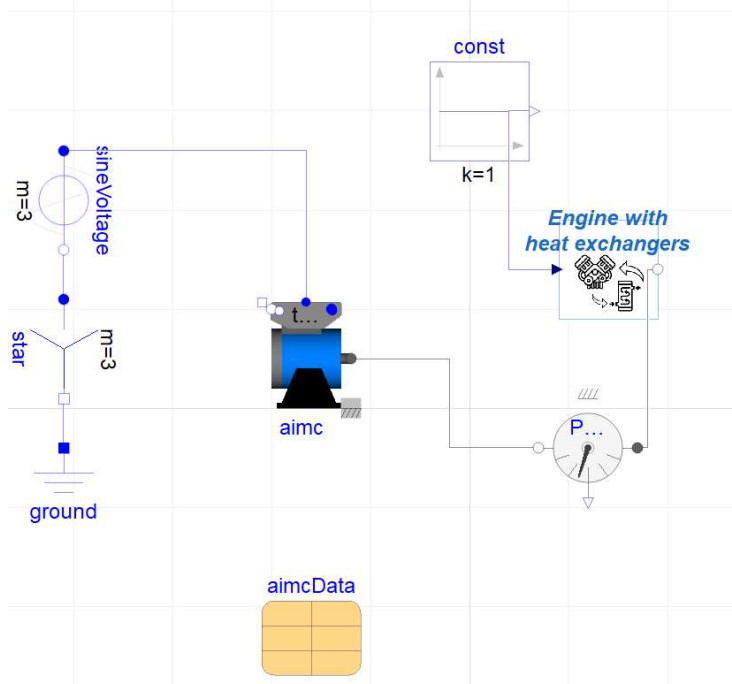 const
k=1
sineVoltage
m=3
Engine with
heat exchangers
t...
star
m=3
aimc
P...
ground
aimcData